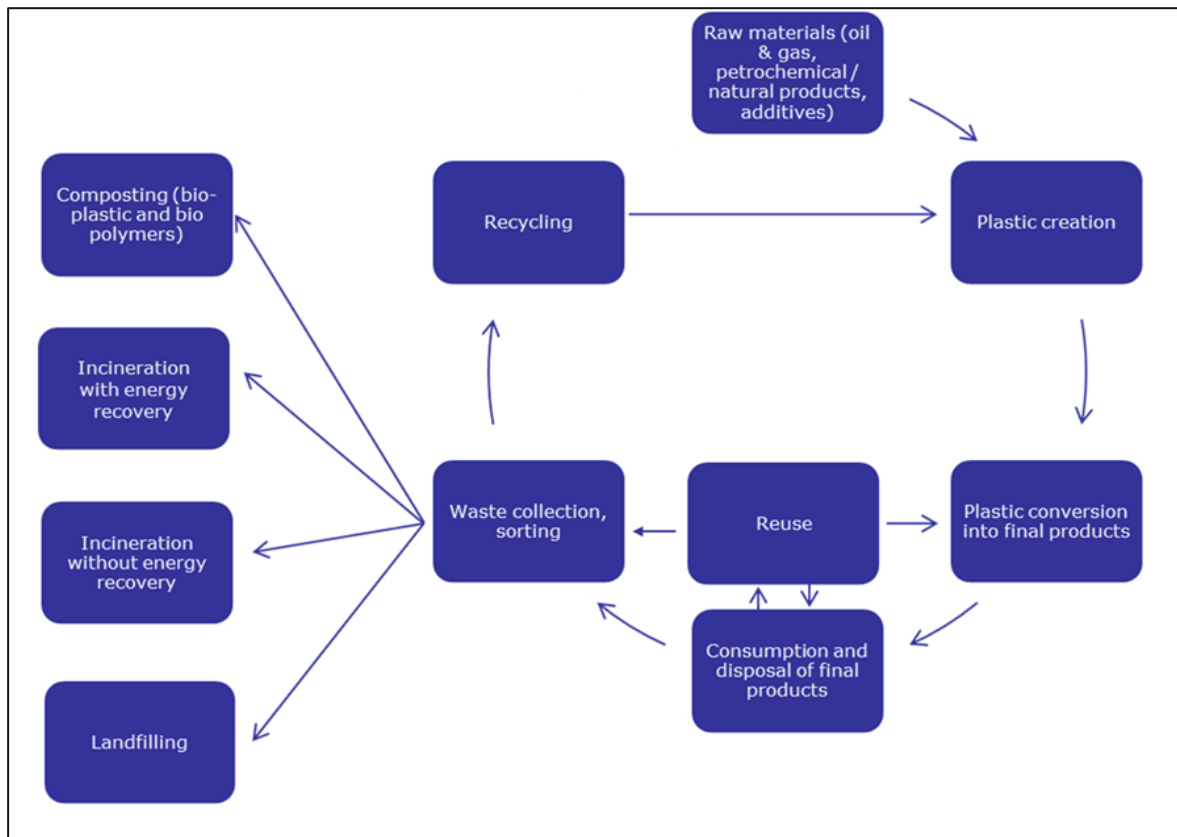 Raw materials (oil
& gas,
petrochemical /
natural products,
additives)
Composting (bio-
plastic and bio
polymers)
Recycling
Plastic creation
Incineration
with energy
recovery
Waste collection,
sorting
Reuse
Plastic conversion
into final products
Incineration
without energy
recovery
Consumption and
disposal of final
products
Landfilling